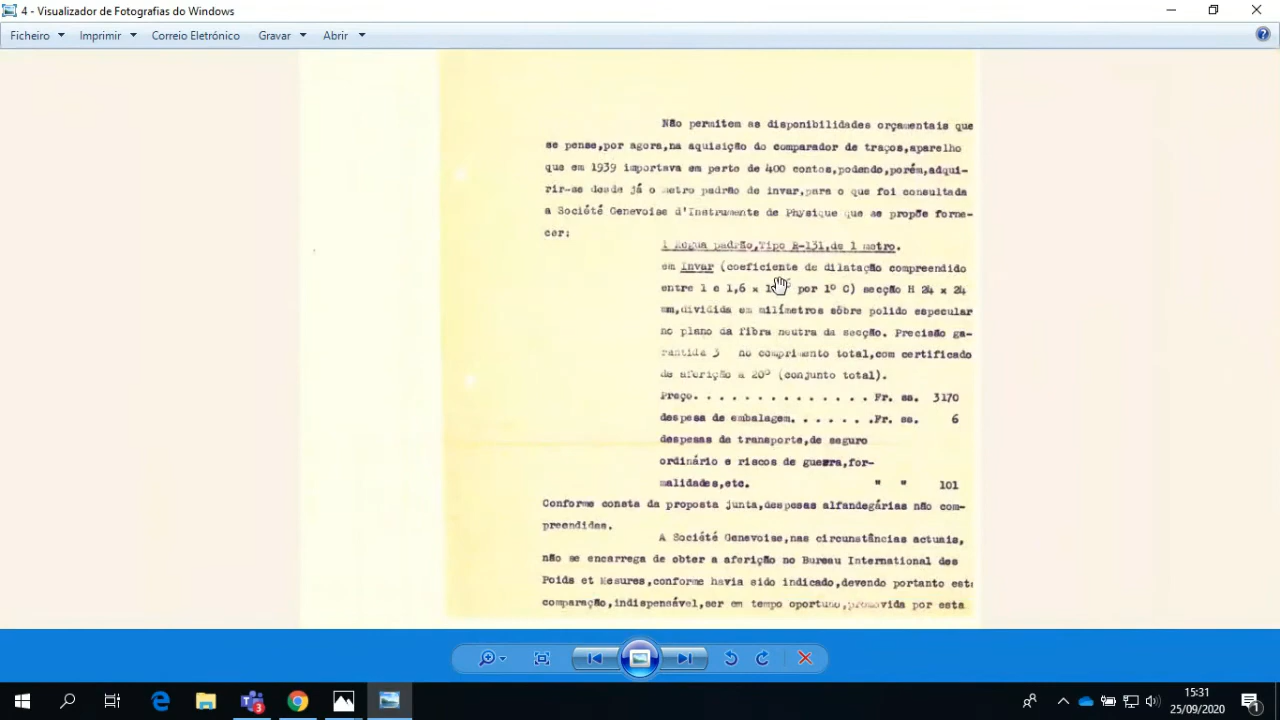 4 - Visualizador de Fotografias do Windows
Ficheiro Imprimir Correio Eletrónico Gravar Abrir
Não permitem as disponibilidades orçamentais que
se pense,por agora,na aquisição do comparador de traços,aparelho
que em 1939 importava em perto de 400 contos,podendo,porém,adqui-
rir-se desde já o metro padrão de invar,para o que foi consultada
a Société Genevoise d'Instruments de Physique que se propõe forne-
cer:
1 Régua padrão,Tipo R-131,de 1 metro.
em Invar (coeficiente de dilatação compreendido
entre 1 e 1,6 x por 1º C) secção H 24 x 24
mm,dividida em milímetros sôbre polido especular
no plano da fibra neutra da secção. Precisão ga-
rantida 3 no comprimento total,com certificado
de aferição a 20º (conjunto total).
Preço. . . . . . . . . . . . . . Fr. ss. 3170
despesa de embalagem. . . . . . .Fr. ss. 6
despesas de transporte,de seguro
ordinário e riscos de guerra,for-
malidades,etc. " " 101
Conforme consta da proposta junta,despesas alfandegárias não com-
preendidas.
A Société Genevoise,nas circunstâncias actuais,
não se encarrega de obter a aferição no Bureau International des
Poids et Mesures,conforme havia sido indicado,devendo portanto esta
comparação,indispensável,ser em tempo oportuno,promovida por esta
3
15:31
25/09/2020
1